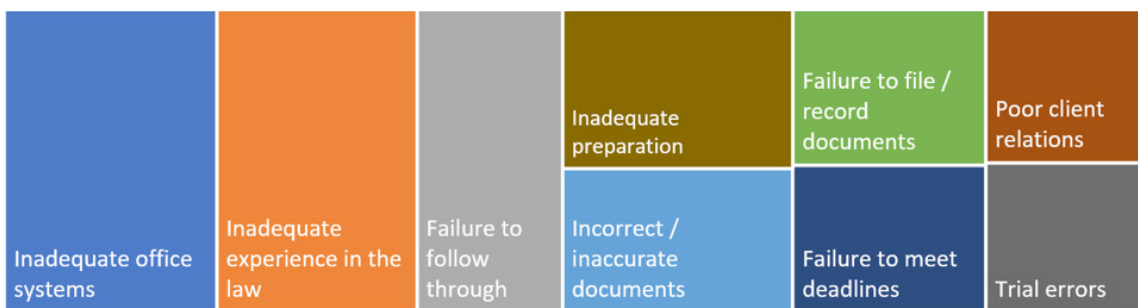 Inadequate office
systems
Inadequate
experience in the
law
Failure to
follow
through
Inadequate
preparation
Incorrect /
inaccurate
documents
Failure to file /
record
documents
Failure to meet
deadlines
Poor client
relations
Trial errors